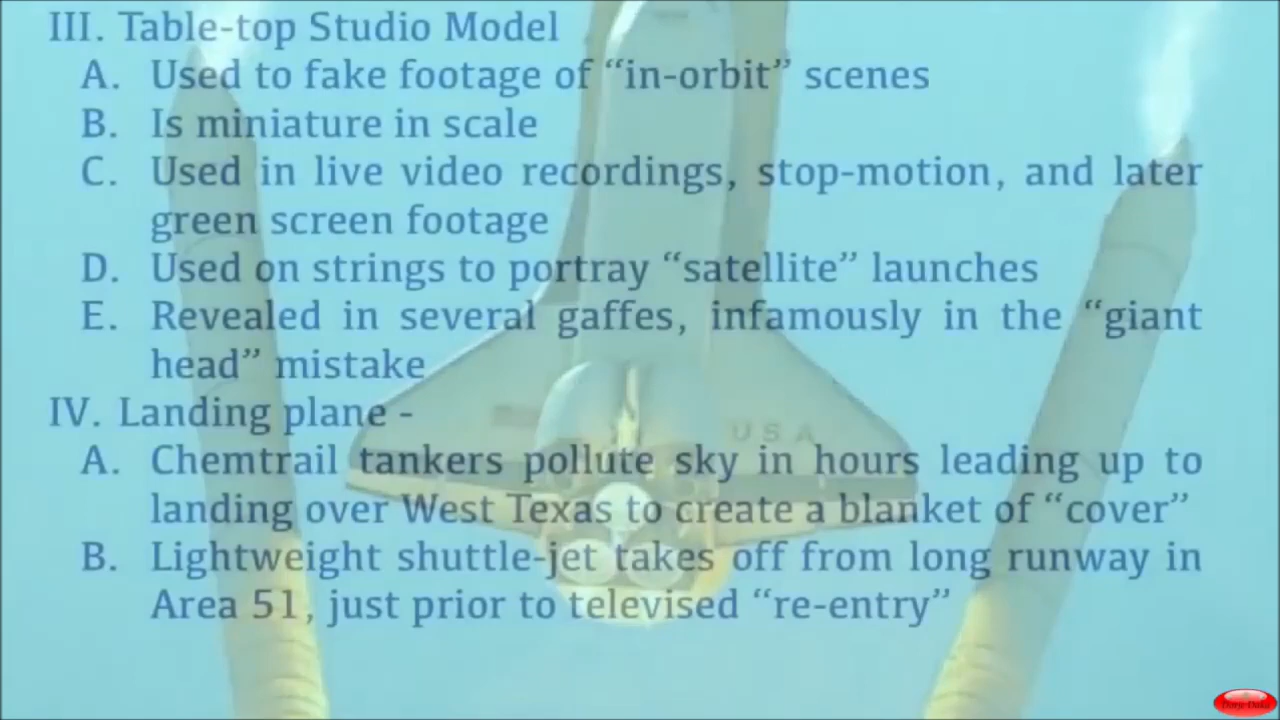 III. Table-top Studio Model
A. Used to fake footage of “in-orbit” scenes
B. Is miniature in scale
C. Used in live video recordings, stop-motion, and later
green screen footage
D. Used on strings to portray “satellite” launches
E. Revealed in several gaffes, infamously in the “giant
head” mistake
IV. Landing plane -
A. Chemtrail tankers pollute sky in hours leading up to
landing over West Texas to create a blanket of “cover”
B. Lightweight shuttle-jet takes off from long runway in
Area 51, just prior to televised “re-entry”
USA